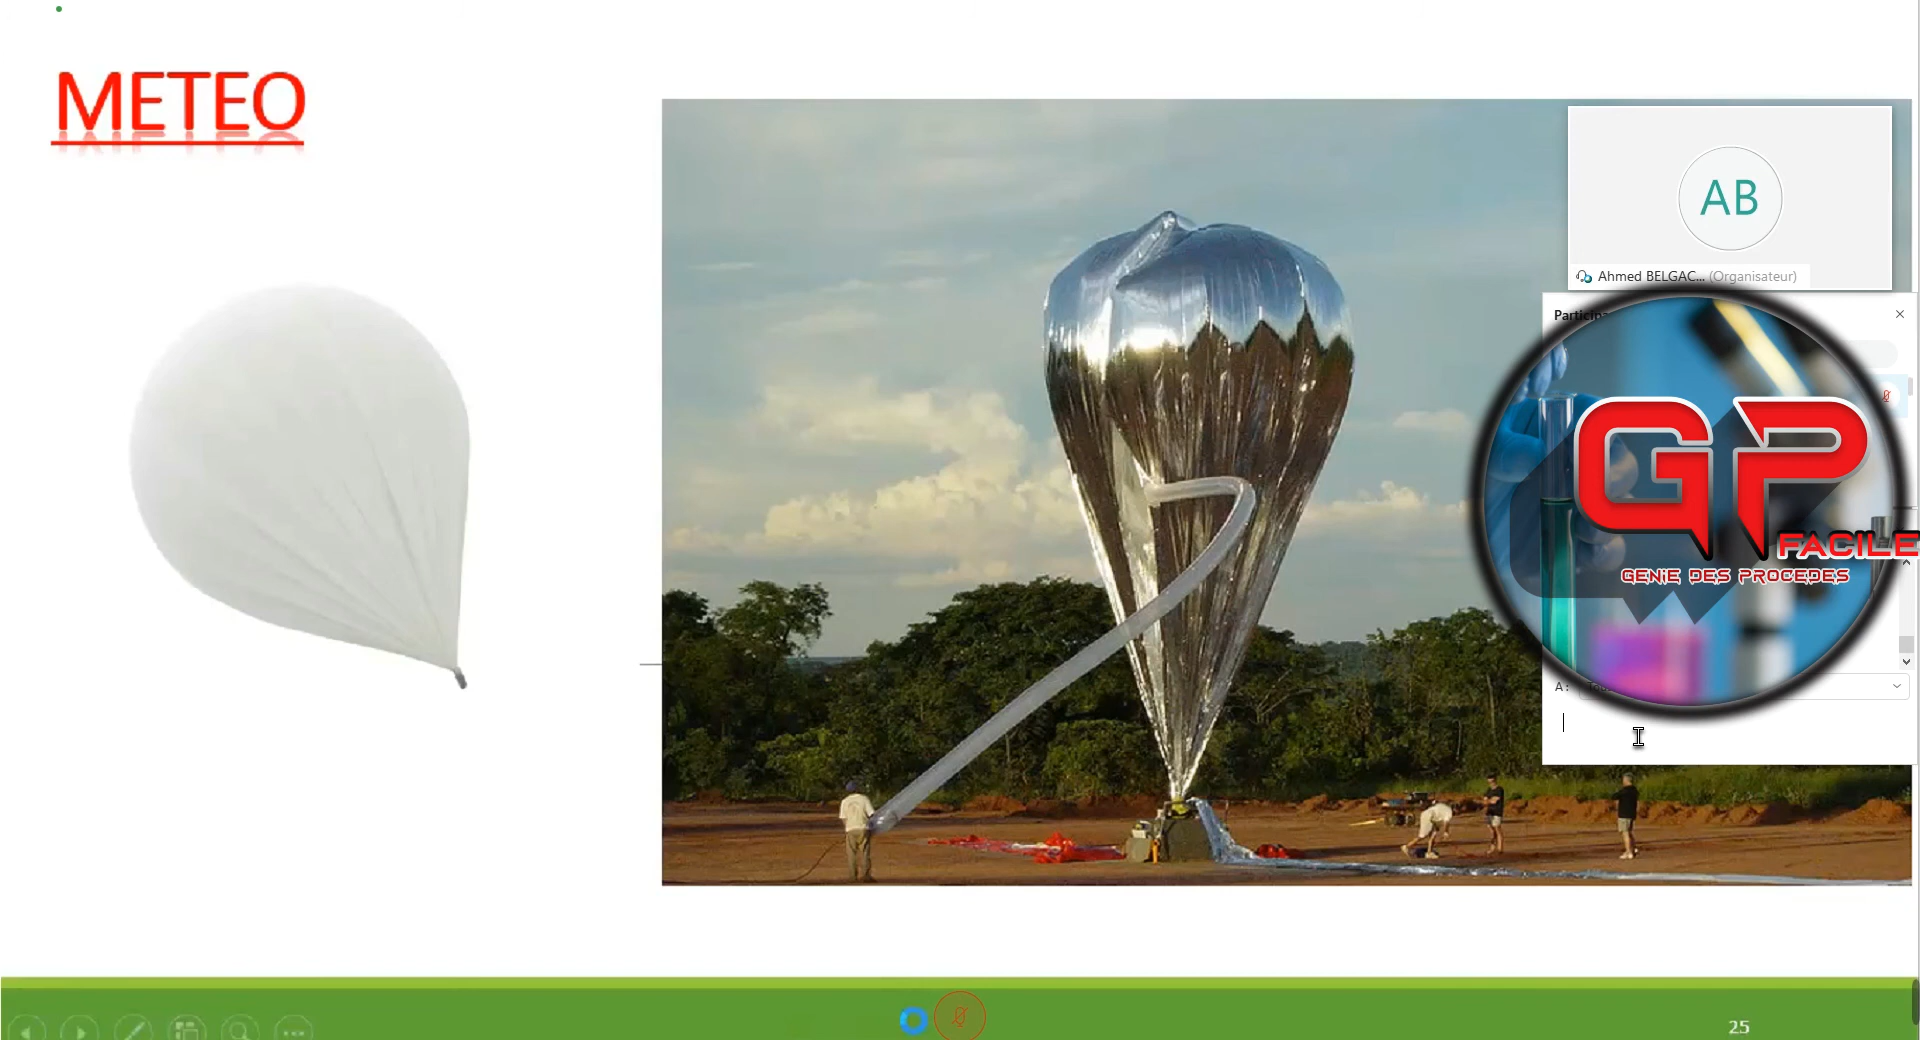 METEO
AB
Ahmed BELGAC... (Organisateur)
GP
FACILE
GENIE DES PROCEDES
A:
25